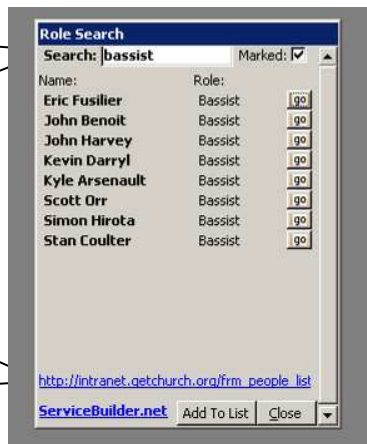 Role Search
Search: bassist Marked:
Name: Role:
Eric Fusilier Bassist go
John Benoit Bassist go
John Harvey Bassist go
Kevin Darryl Bassist go
Kyle Arsenault Bassist go
Scott Orr Bassist go
Simon Hirota Bassist go
Stan Coulter Bassist go
http://intranet.getchurch.org/frm_people_list
ServiceBuilder.net Add To List Close